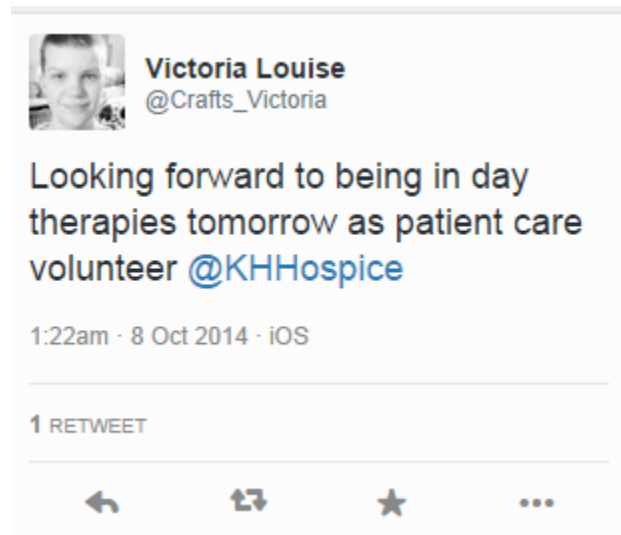 Victoria Louise
@Crafts_Victoria
Looking forward to being in day
therapies tomorrow as patient care
volunteer @KHHospice
1:22am · 8 Oct 2014 · iOS
1 RETWEET